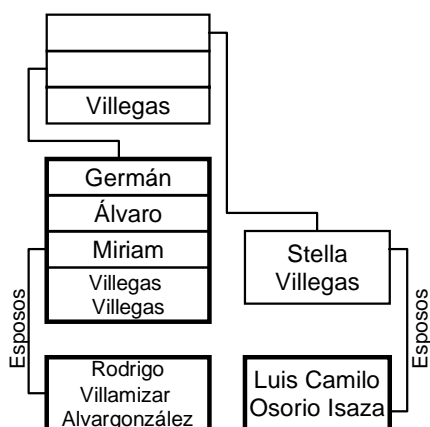 Villegas
Germán
Álvaro
Miriam
Villegas
Villegas
Stella
Villegas
Esposos
Esposos
Rodrigo
Villamizar
Alvargonzález
Luis Camilo
Osorio Isaza